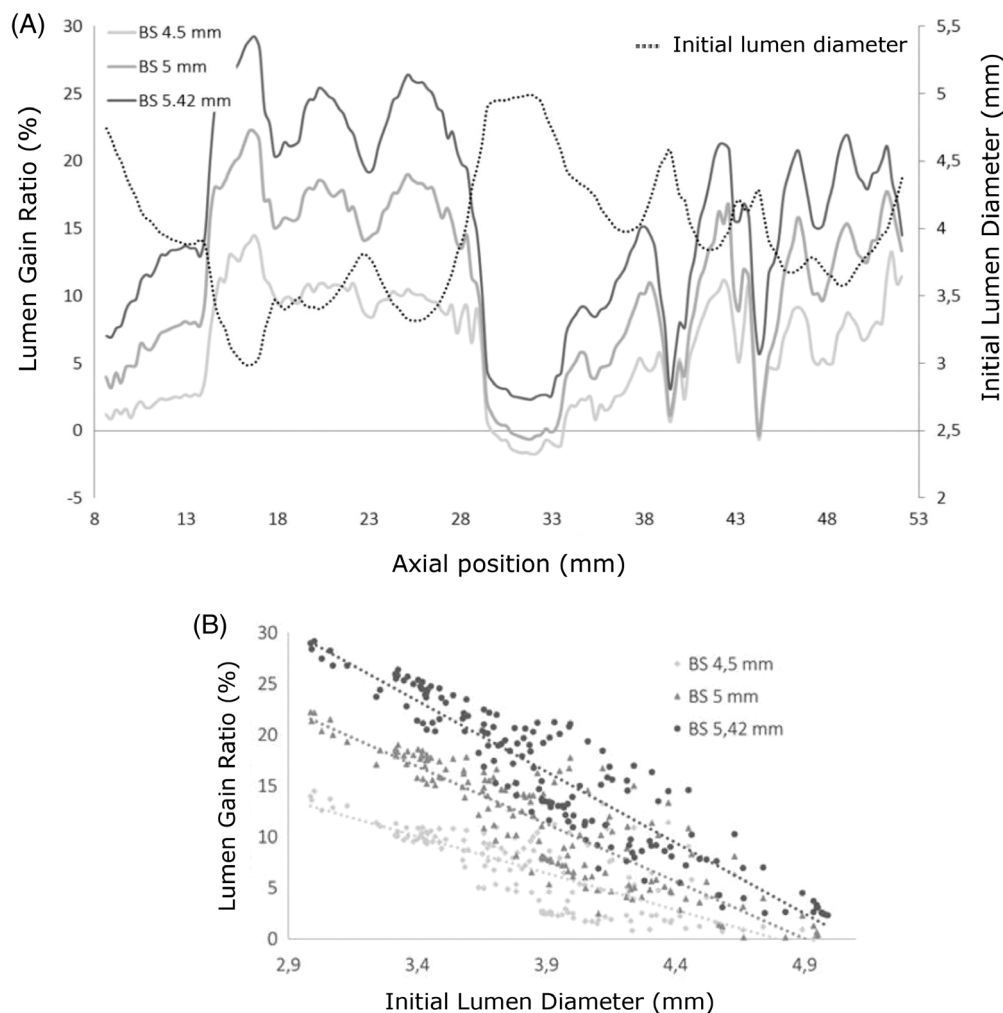 (A)
BS 4.5 mm
BS 5 mm
BS 5.42 mm
Initial lumen diameter
Lumen Gain Ratio (%)
30
25
20
15
10
5
0
-5
5,5
5
4,5
4
3,5
3
2,5
2
Initial Lumen Diameter (mm)
8 13 18 23 28 33 38 43 48 53
Axial position (mm)
(B)
Lumen Gain Ratio (%)
30
25
20
15
10
5
0
BS 4,5 mm
BS 5 mm
BS 5,42 mm
2,9 3,4 3,9 4,4 4,9
Initial Lumen Diameter (mm)